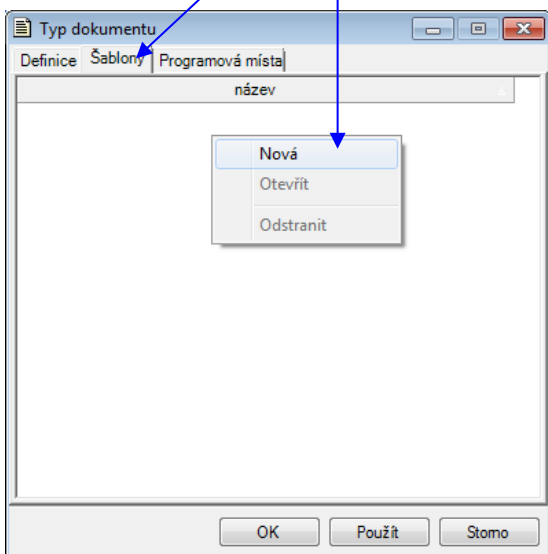 Typ dokumentu
Definice Šablony Programová místa
název
Nová
Otevřít
Odstranit
OK Použít Storno